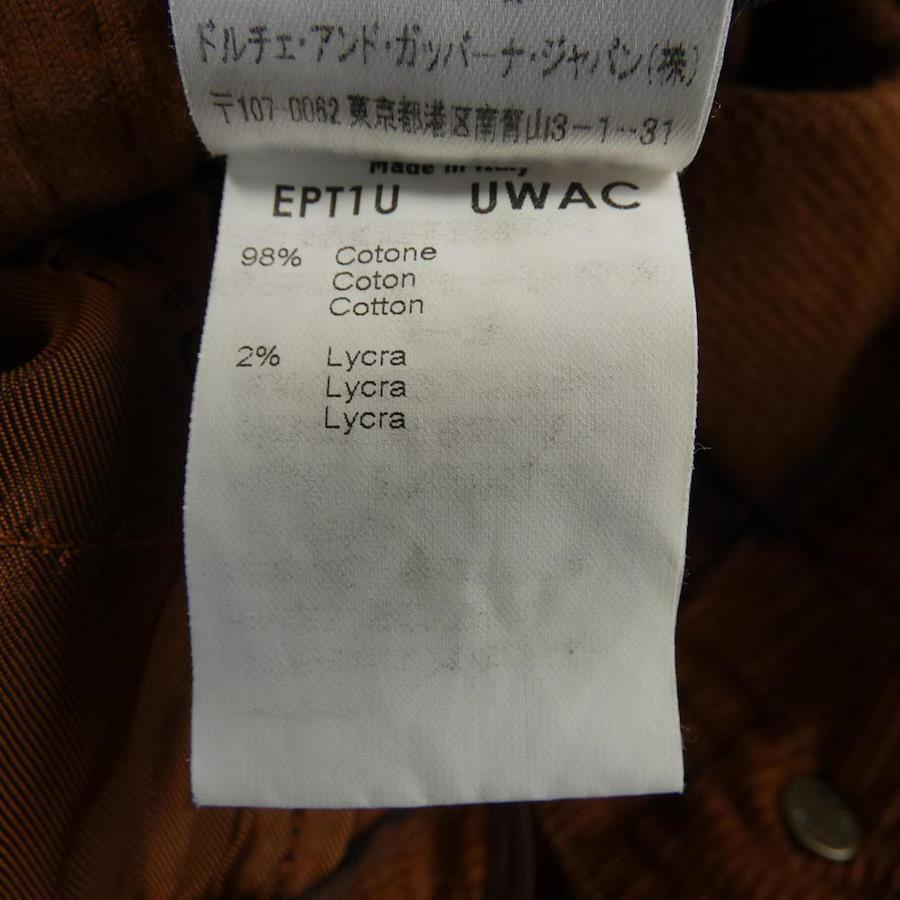 ドルチェ・アンド・ガッバーナ・ジャパン(株)
〒107-0062 東京都港区南青山3-1-31
Made in Italy
EPT1U UWAC
98% Cotone
Coton
Cotton
2% Lycra
Lycra
Lycra